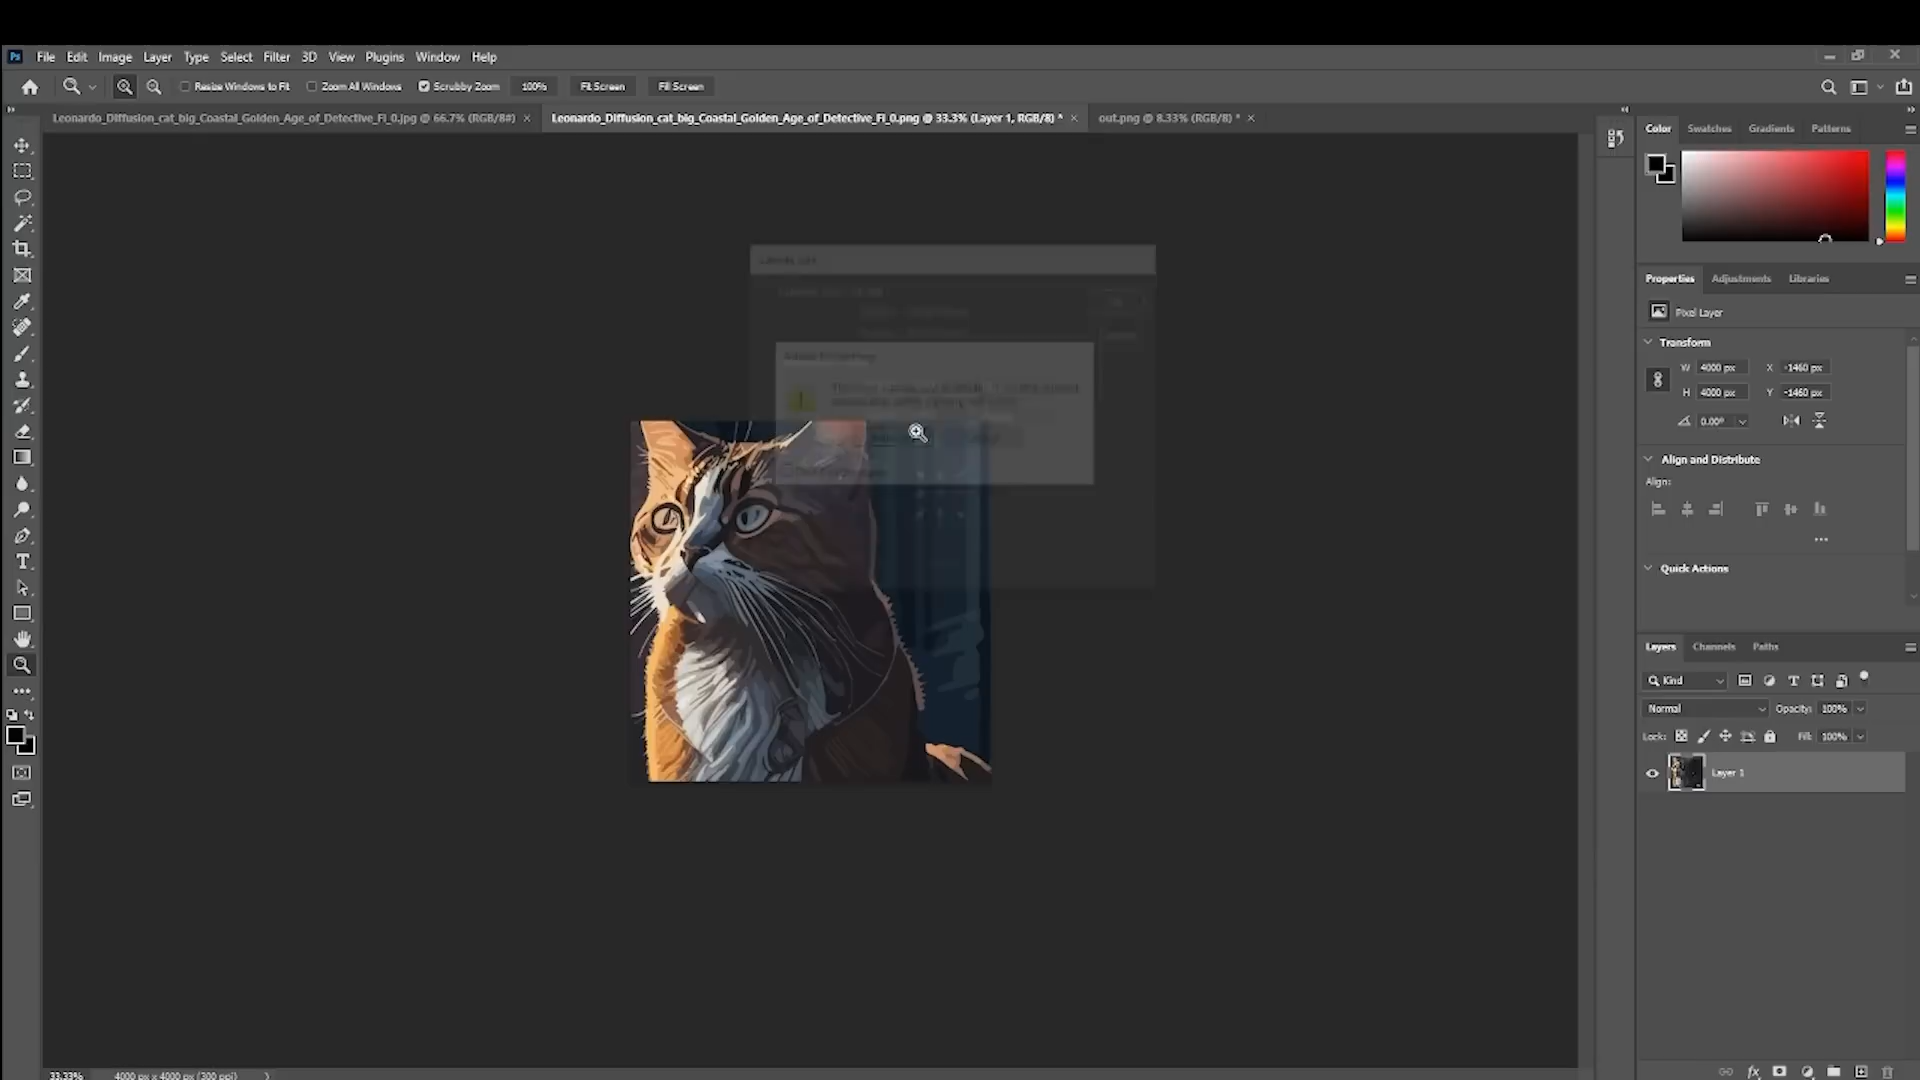 Ps File Edit Image Layer Type Select Filter 3D View Plugins Window Help
Resize Windows to Fit Zoom All Windows Scrubby Zoom 100% Fit Screen Fill Screen
Leonardo_Diffusion_cat_big_Coastal_Golden_Age_of_Detective_Fi_0.jpg @ 66.7% (RGB/8#) × Leonardo_Diffusion_cat_big_Coastal_Golden_Age_of_Detective_Fi_0.png @ 33.3% (Layer 1, RGB/8) * × out.png @ 8.33% (RGB/8) * ×
Color Swatches Gradients Patterns
Properties Adjustments Libraries
Pixel Layer
Transform
W 4000 px X -1460 px
H 4000 px Y -1460 px
0.00°
Align and Distribute
Align:
Quick Actions
Layers Channels Paths
Kind
Normal Opacity: 100%
Lock: Fill: 100%
Layer 1
33.33% 4000 px x 4000 px (300 ppi)